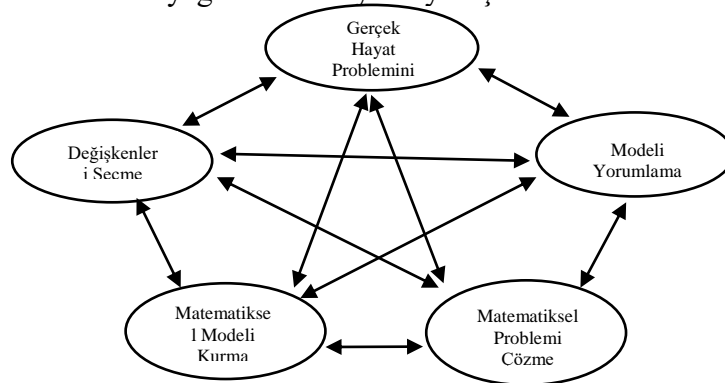 Gerçek
Hayat
Problemini
Değişkenler
i Seçme
Modeli
Yorumlama
Matematikse
l Modeli
Kurma
Matematiksel
Problemi
Çözme